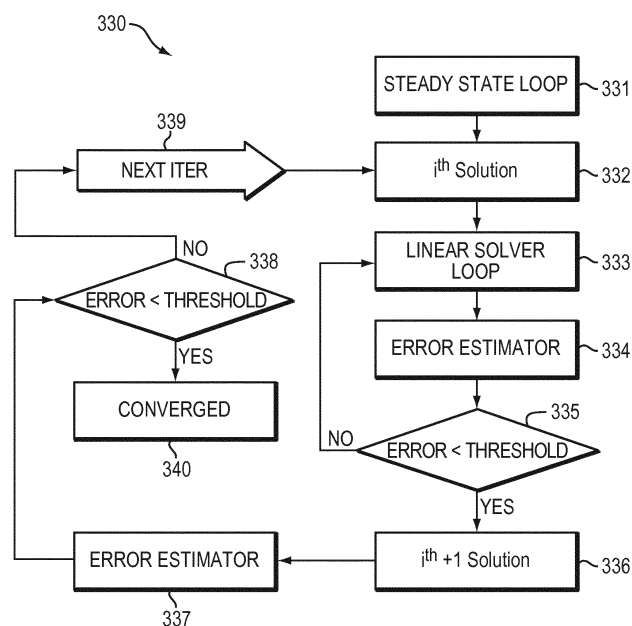 330
STEADY STATE LOOP
331
339
NEXT ITER
ith Solution
332
NO
338
LINEAR SOLVER
LOOP
333
ERROR < THRESHOLD
YES
ERROR ESTIMATOR
334
CONVERGED
340
335
NO
ERROR < THRESHOLD
YES
ERROR ESTIMATOR
337
ith +1 Solution
336